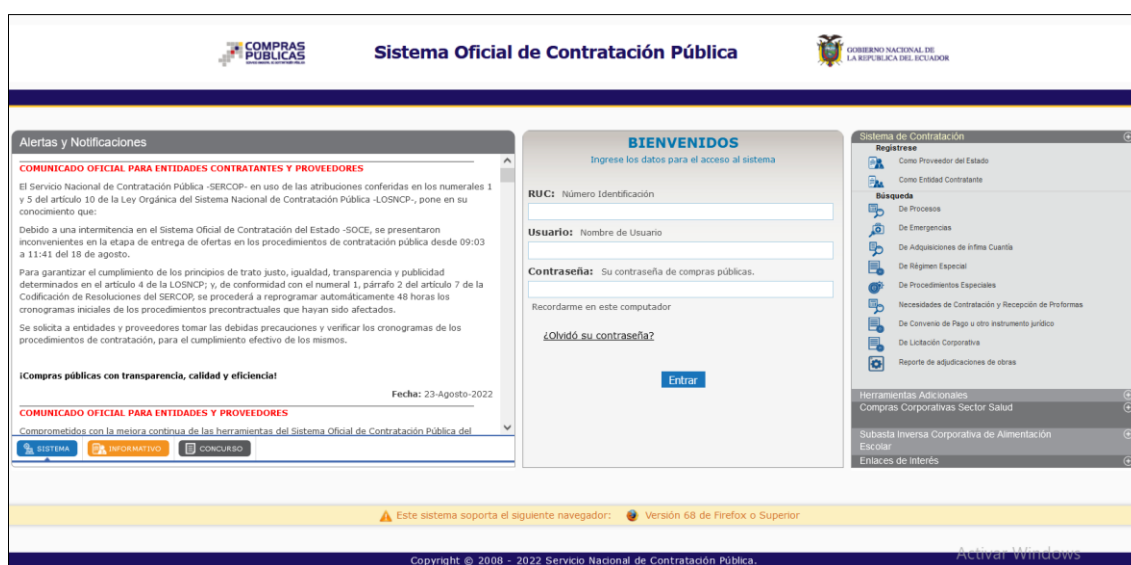 COMPRAS
PÚBLICAS
Sistema Oficial de Contratación Pública
GOBIERNO NACIONAL DE
LA REPUBLICA DEL ECUADOR
Alertas y Notificaciones
COMUNICADO OFICIAL PARA ENTIDADES CONTRATANTES Y PROVEEDORES
El Servicio Nacional de Contratación Pública -SERCOP- en uso de las atribuciones conferidas en los numerales 1
y 5 del artículo 10 de la Ley Orgánica del Sistema Nacional de Contratación Pública -LOSNCP-, pone en su
conocimiento que:
Debido a una intermitencia en el Sistema Oficial de Contratación del Estado -SOCE, se presentaron
inconvenientes en la etapa de entrega de ofertas en los procedimientos de contratación pública desde 09:03
a 11:41 del 18 de agosto.
Para garantizar el cumplimiento de los principios de trato justo, igualdad, transparencia y publicidad
determinados en el artículo 4 de la LOSNCP; y, de conformidad con el numeral 1, párrafo 2 del artículo 7 de la
Codificación de Resoluciones del SERCOP, se procederá a reprogramar automáticamente 48 horas los
cronogramas iniciales de los procedimientos precontractuales que hayan sido afectados.
Se solicita a entidades y proveedores tomar las debidas precauciones y verificar los cronogramas de los
procedimientos de contratación, para el cumplimiento efectivo de los mismos.
¡Compras públicas con transparencia, calidad y eficiencia!
Fecha: 23-Agosto-2022
COMUNICADO OFICIAL PARA ENTIDADES Y PROVEEDORES
Comprometidos con la mejora continua de las herramientas del Sistema Oficial de Contratación Pública del
SISTEMA
INFORMATIVO
CONCURSO
BIENVENIDOS
Ingrese los datos para el acceso al sistema
RUC: Número Identificación
Usuario: Nombre de Usuario
Contraseña: Su contraseña de compras públicas.
Recordarme en este computador
¿Olvidó su contraseña?
Entrar
Sistema de Contratación
Regístrese
Como Proveedor del Estado
Como Entidad Contratante
Búsqueda
De Procesos
De Emergencias
De Adquisiciones de ínfima Cuantía
De Régimen Especial
De Procedimientos Especiales
Necesidades de Contratación y Recepción de Proformas
De Convenio de Pago u otro instrumento jurídico
De Licitación Corporativa
Reporte de adjudicaciones de obras
Herramientas Adicionales
Compras Corporativas Sector Salud
Subasta Inversa Corporativa de Alimentación
Escolar
Enlaces de Interés
Este sistema soporta el siguiente navegador: Versión 68 de Firefox o Superior
Activar Windows
Copyright © 2008 - 2022 Servicio Nacional de Contratación Pública.